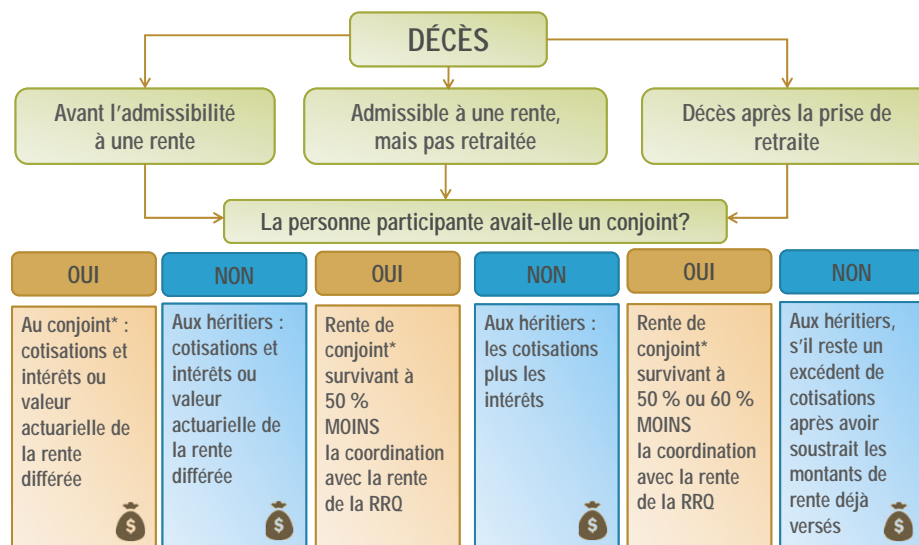 DÉCÈS
Avant l'admissibilité
à une rente
Admissible à une rente,
mais pas retraitée
Décès après la prise de
retraite
La personne participante avait-elle un conjoint?
OUI
Au conjoint* :
cotisations et
intérêts ou
valeur
actuarielle de
la rente
différée
$
NON
Aux héritiers :
cotisations et
intérêts ou
valeur
actuarielle de
la rente
différée
$
OUI
Rente de
conjoint*
survivant à
50 %
MOINS
la coordination
avec la rente
de la RRQ
NON
Aux héritiers :
les cotisations
plus les
intérêts
$
OUI
Rente de
conjoint*
survivant à
50 % ou 60 %
MOINS
la coordination
avec la rente
de la RRQ
NON
Aux héritiers,
s'il reste un
excédent de
cotisations
après avoir
soustrait les
montants de
rente déjà
versés
$